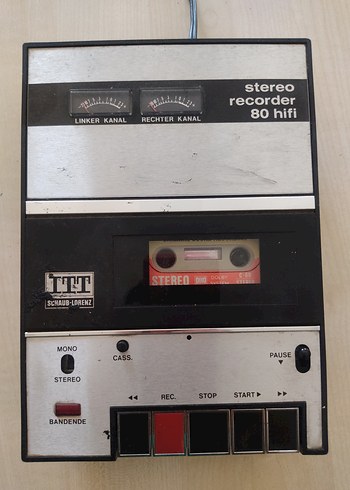 stereo
recorder
80 hifi
LINKER KANAL
RECHTER KANAL
STEREO
ITT
SCHAUB-LORENZ
MONO
STEREO
CASS.
PAUSE
▼
◀◀
REC.
STOP
START ▶
▶▶
BANDENDE